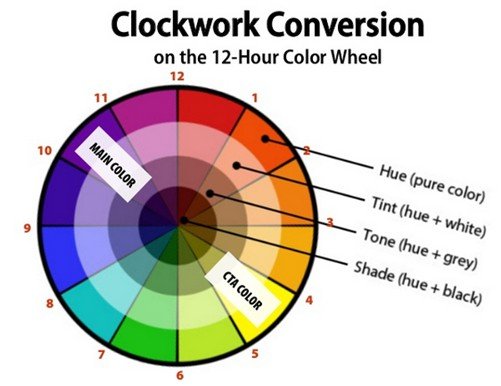 Clockwork Conversion
on the 12-Hour Color Wheel
12
11
1
10
2
MAIN COLOR
Hue (pure color)
Tint (hue + white)
9
3
Tone (hue + grey)
Shade (hue + black)
CTA COLOR
8
4
7
5
6